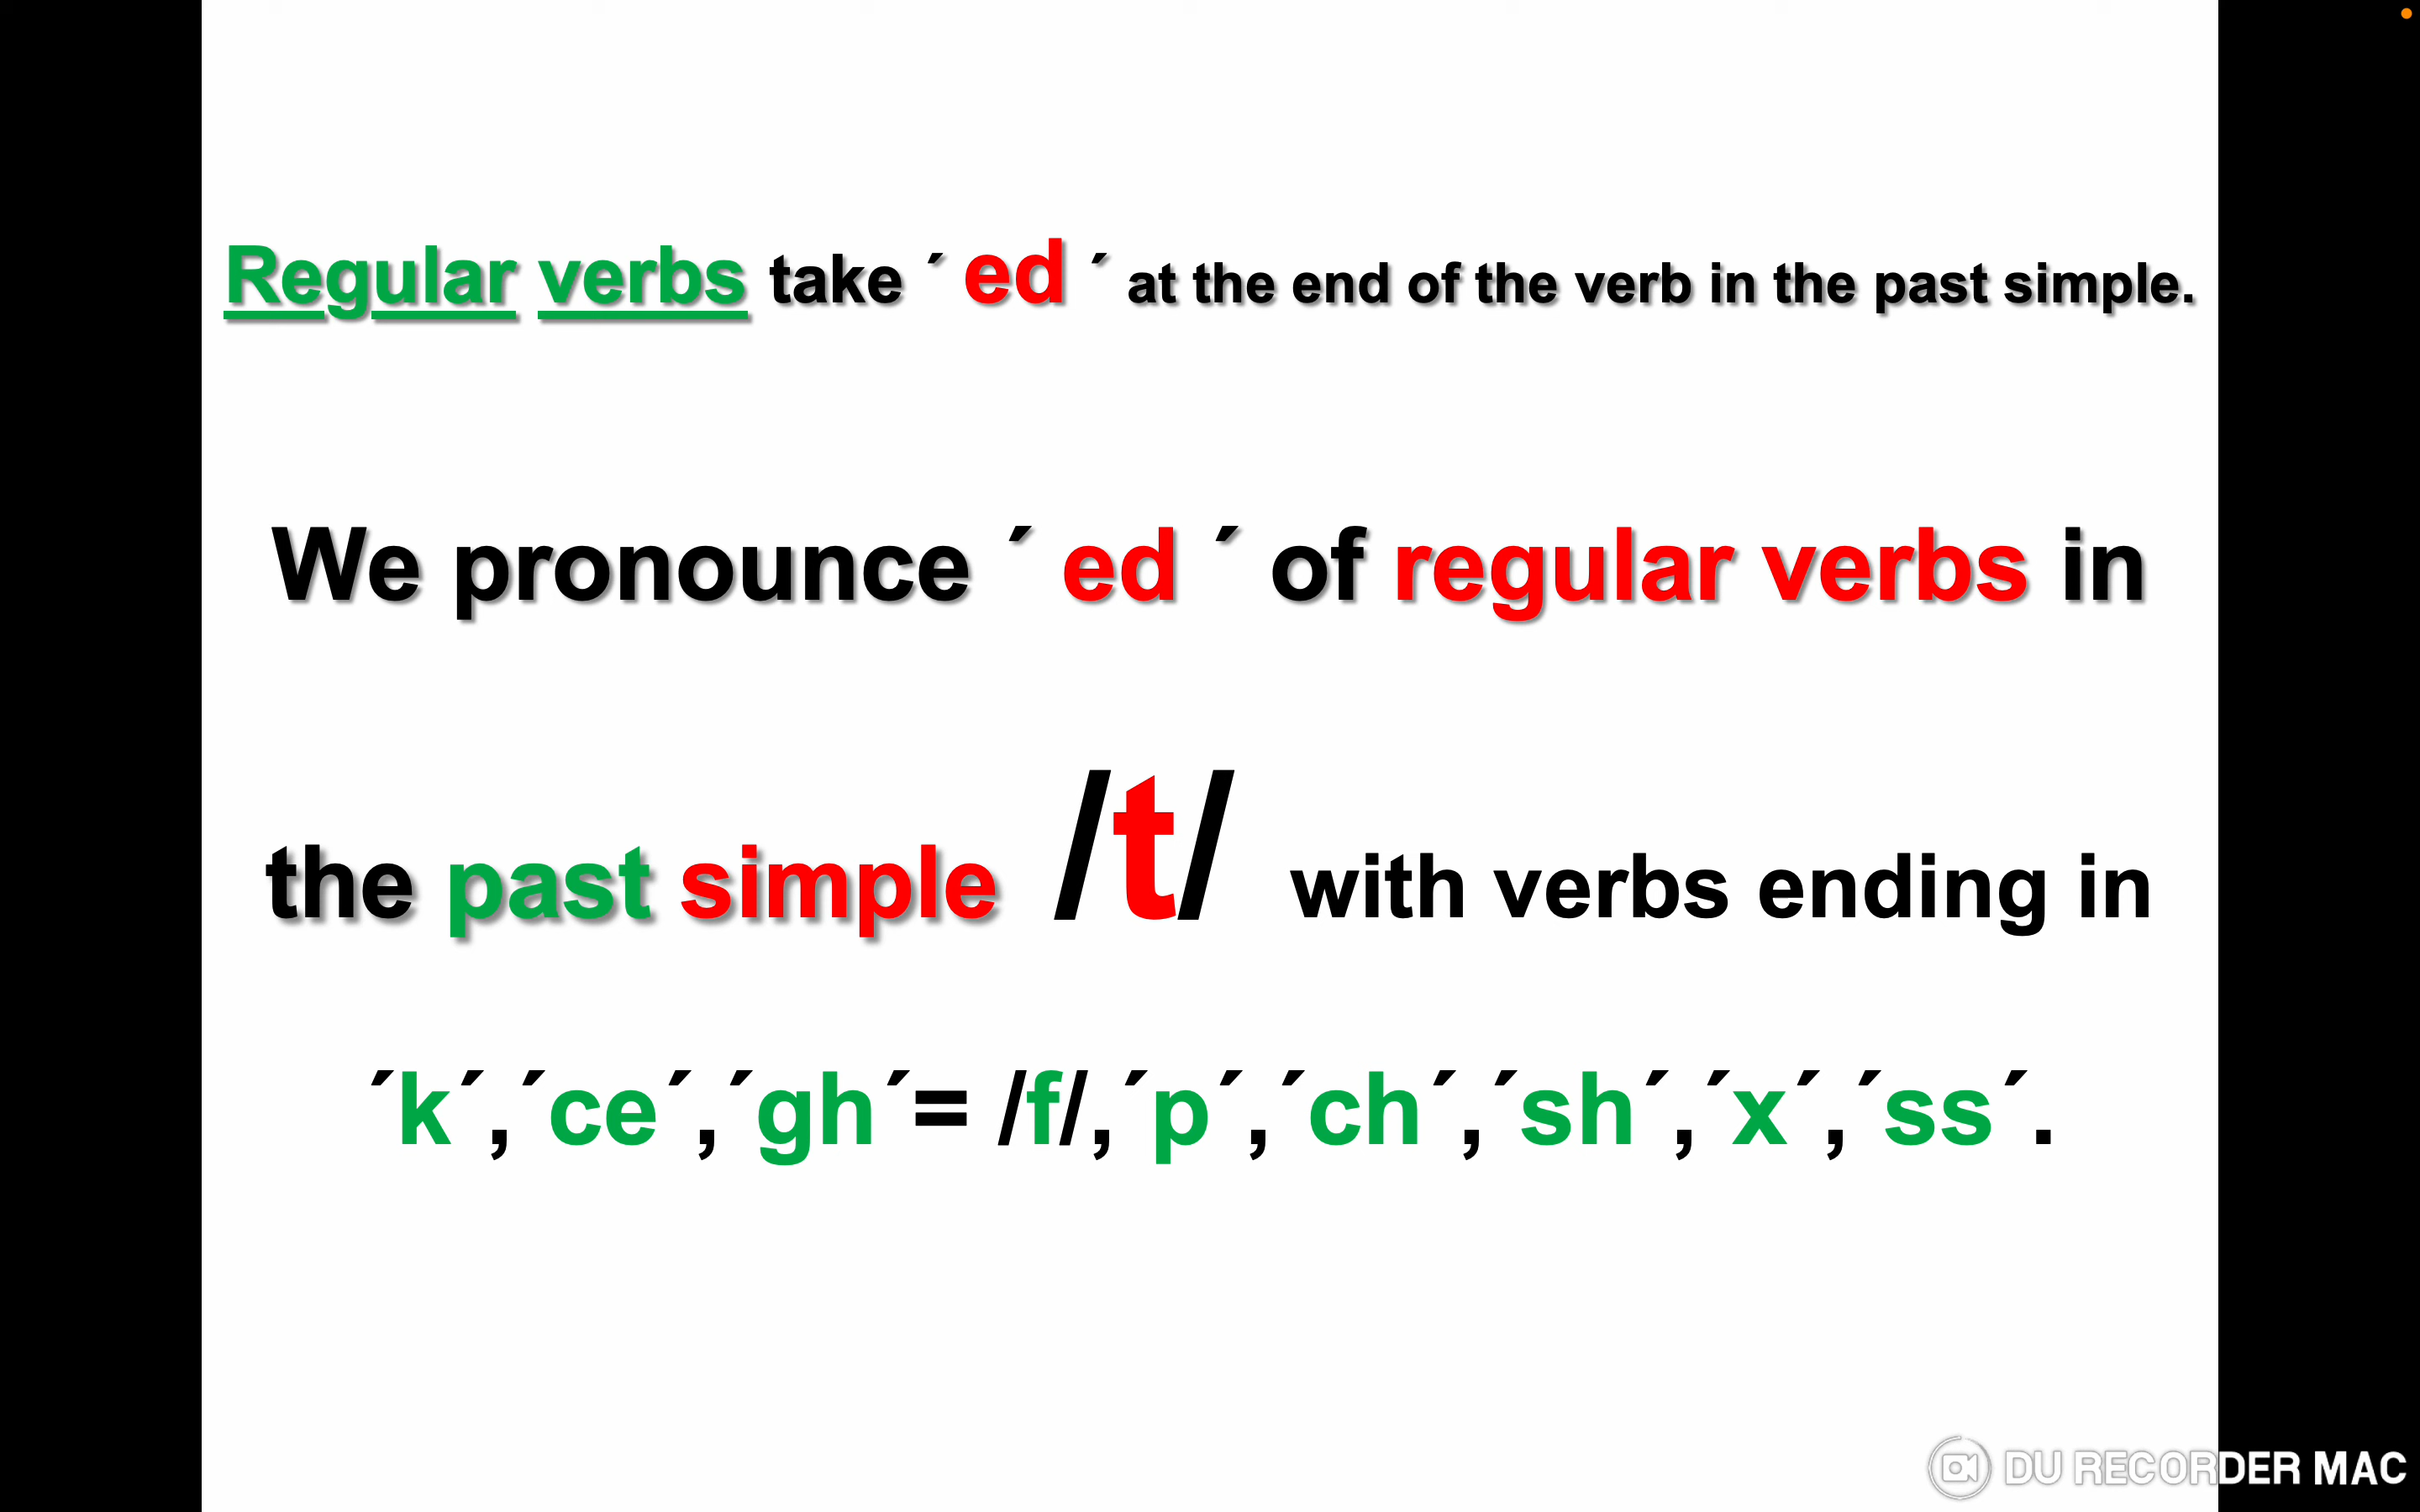 Regular verbs take ´ ed ´ at the end of the verb in the past simple.
We pronounce ´ ed ´ of regular verbs in
the past simple /t/ with verbs ending in
´k´,´ce´,´gh´= /f/,´p´,´ch´,´sh´,´x´,´ss´.
DU RECORDER MAC